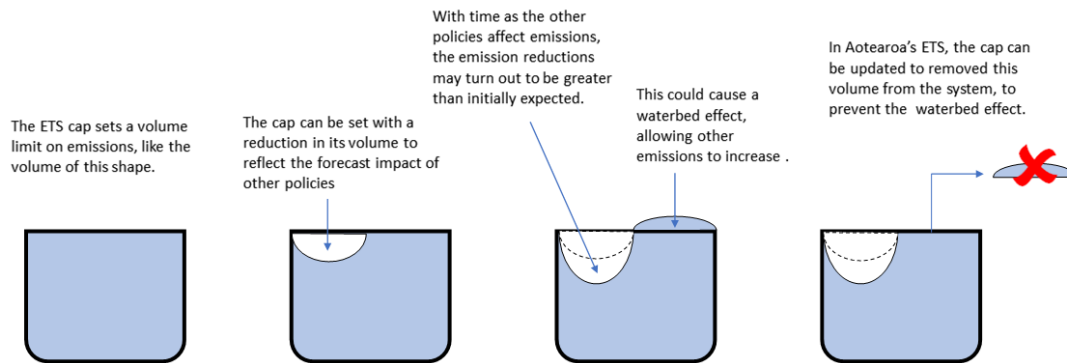 The ETS cap sets a volume
limit on emissions, like the
volume of this shape.
The cap can be set with a
reduction in its volume to
reflect the forecast impact of
other policies
With time as the other
policies affect emissions,
the emission reductions
may turn out to be greater
than initially expected.
This could cause a
waterbed effect,
allowing other
emissions to increase .
In Aotearoa's ETS, the cap can
be updated to removed this
volume from the system, to
prevent the  waterbed effect.